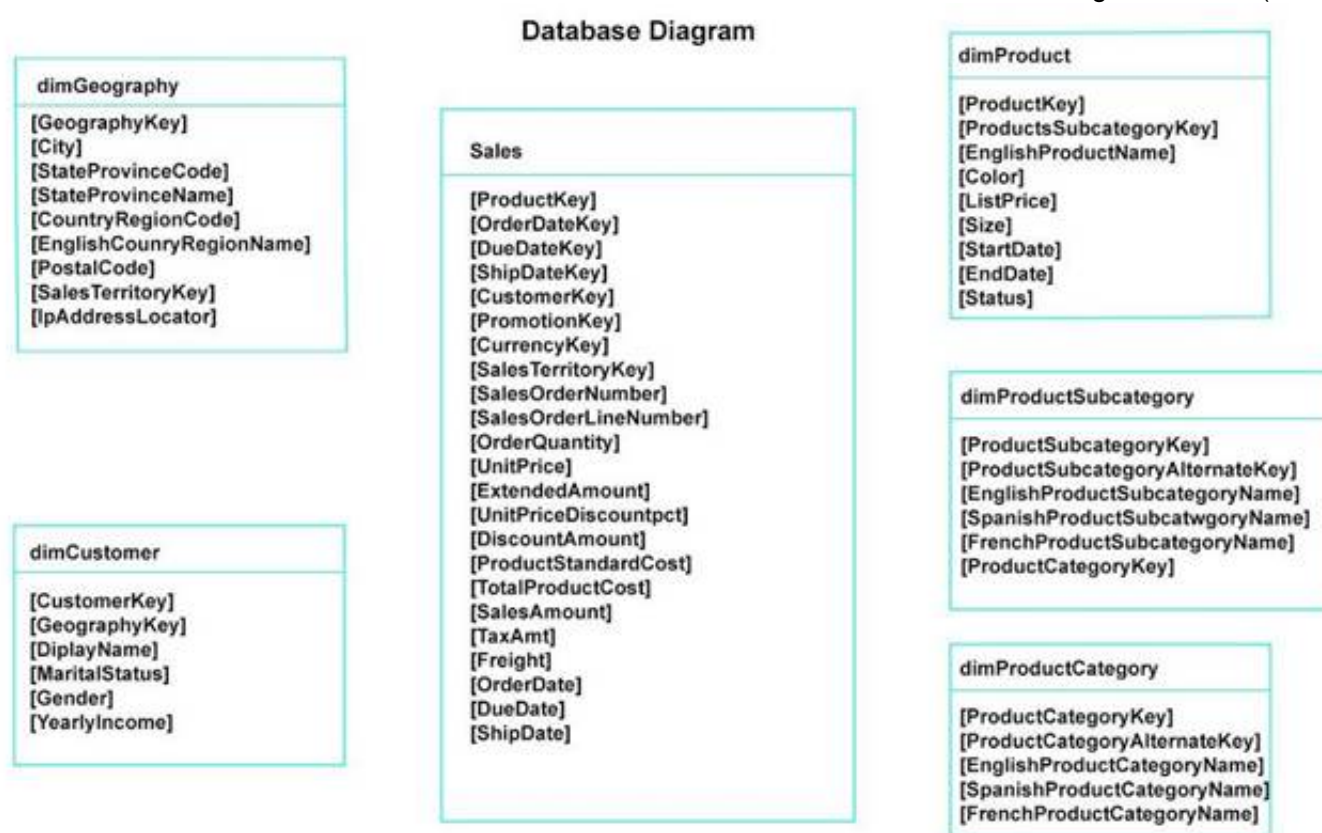 Database Diagram
dimGeography
[GeographyKey]
[City]
[StateProvinceCode]
[StateProvinceName]
[CountryRegionCode]
[EnglishCounryRegionName]
[PostalCode]
[SalesTerritoryKey]
[IpAddressLocator]
dimCustomer
[CustomerKey]
[GeographyKey]
[DiplayName]
[MaritalStatus]
[Gender]
[YearlyIncome]
Sales
[ProductKey]
[OrderDateKey]
[DueDateKey]
[ShipDateKey]
[CustomerKey]
[PromotionKey]
[CurrencyKey]
[SalesTerritoryKey]
[SalesOrderNumber]
[SalesOrderLineNumber]
[OrderQuantity]
[UnitPrice]
[ExtendedAmount]
[UnitPriceDiscountpct]
[DiscountAmount]
[ProductStandardCost]
[TotalProductCost]
[SalesAmount]
[TaxAmt]
[Freight]
[OrderDate]
[DueDate]
[ShipDate]
dimProduct
[ProductKey]
[ProductsSubcategoryKey]
[EnglishProductName]
[Color]
[ListPrice]
[Size]
[StartDate]
[EndDate]
[Status]
dimProductSubcategory
[ProductSubcategoryKey]
[ProductSubcategoryAlternateKey]
[EnglishProductSubcategoryName]
[SpanishProductSubcatwgoryName]
[FrenchProductSubcategoryName]
[ProductCategoryKey]
dimProductCategory
[ProductCategoryKey]
[ProductCategoryAlternateKey]
[EnglishProductCategoryName]
[SpanishProductCategoryName]
[FrenchProductCategoryName]